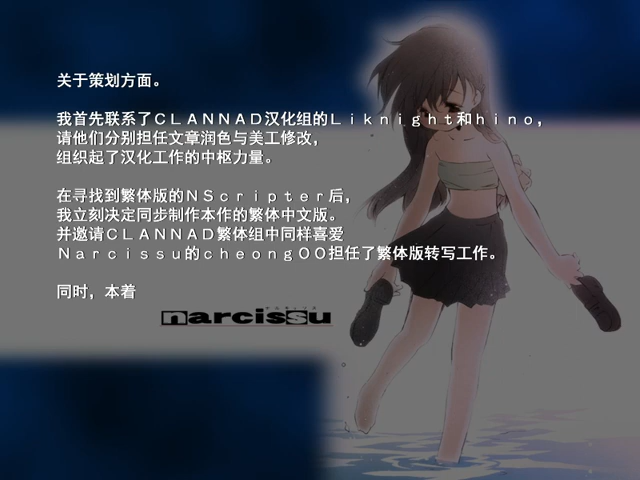 关于策划方面。
我首先联系了ＣＬＡＮＮＡＤ汉化组的Ｌｉｋｎｉｇｈｔ和ｈｉｎｏ，
请他们分别担任文章润色与美工修改，
组织起了汉化工作的中枢力量。
在寻找到繁体版的ＮＳｃｒｉｐｔｅｒ后，
我立刻决定同步制作本作的繁体中文版。
并邀请ＣＬＡＮＮＡＤ繁体组中同样喜爱
Ｎａｒｃｉｓｓｕ的ｃｈｅｏｎｇ００担任了繁体版转写工作。
同时，本着
narcissu